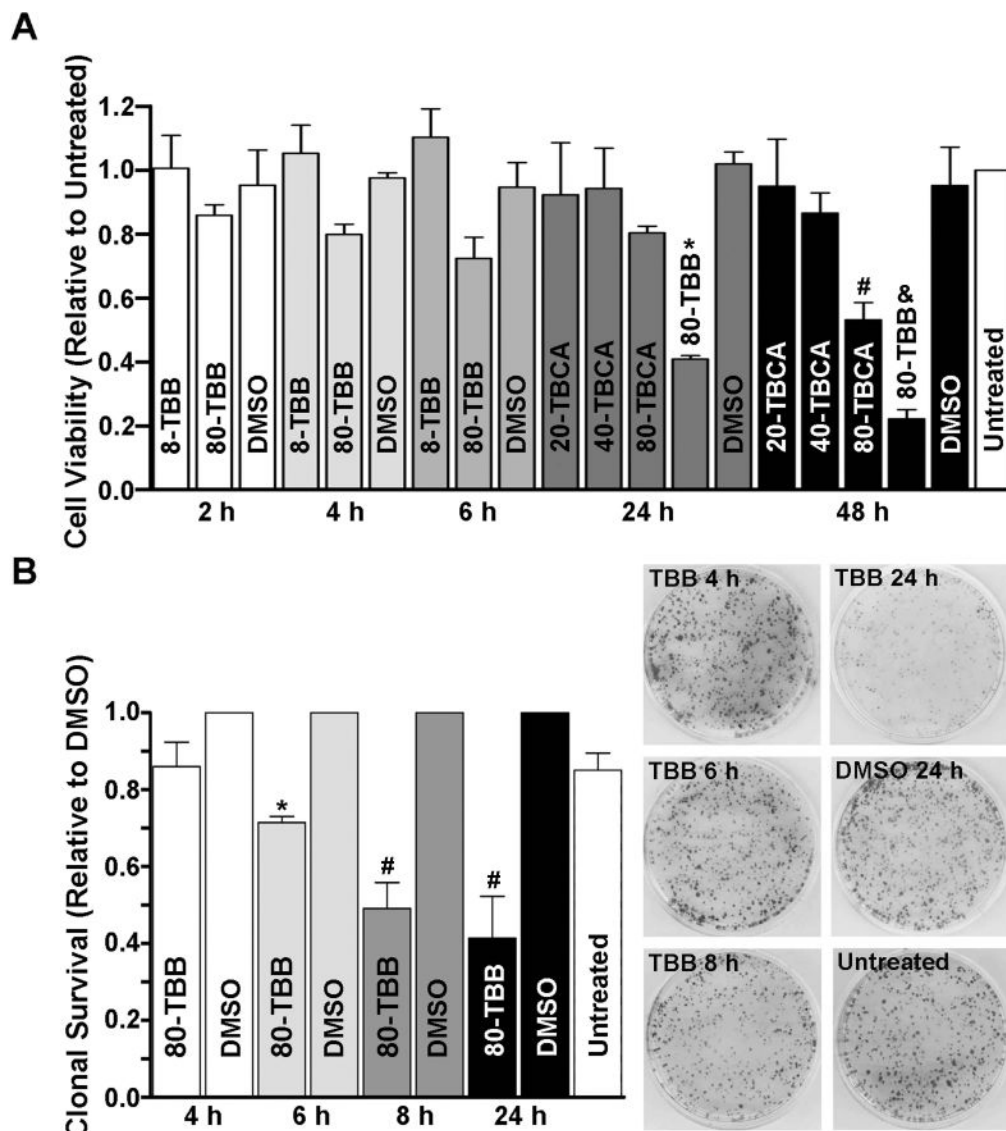 A
Cell Viability (Relative to Untreated)
1.2
1.0
0.8
0.6
0.4
0.2
0.0
8-TBB
80-TBB
DMSO
8-TBB
80-TBB
DMSO
8-TBB
80-TBB
DMSO
20-TBCA
40-TBCA
80-TBCA
80-TBB*
DMSO
20-TBCA
40-TBCA
80-TBCA
#
80-TBB&
DMSO
Untreated
2 h
4 h
6 h
24 h
48 h
B
Clonal Survival (Relative to DMSO)
1.0
0.8
0.6
0.4
0.2
0.0
80-TBB
DMSO
*
80-TBB
DMSO
#
80-TBB
DMSO
#
80-TBB
DMSO
Untreated
4 h
6 h
8 h
24 h
TBB 4 h
TBB 24 h
TBB 6 h
DMSO 24 h
TBB 8 h
Untreated